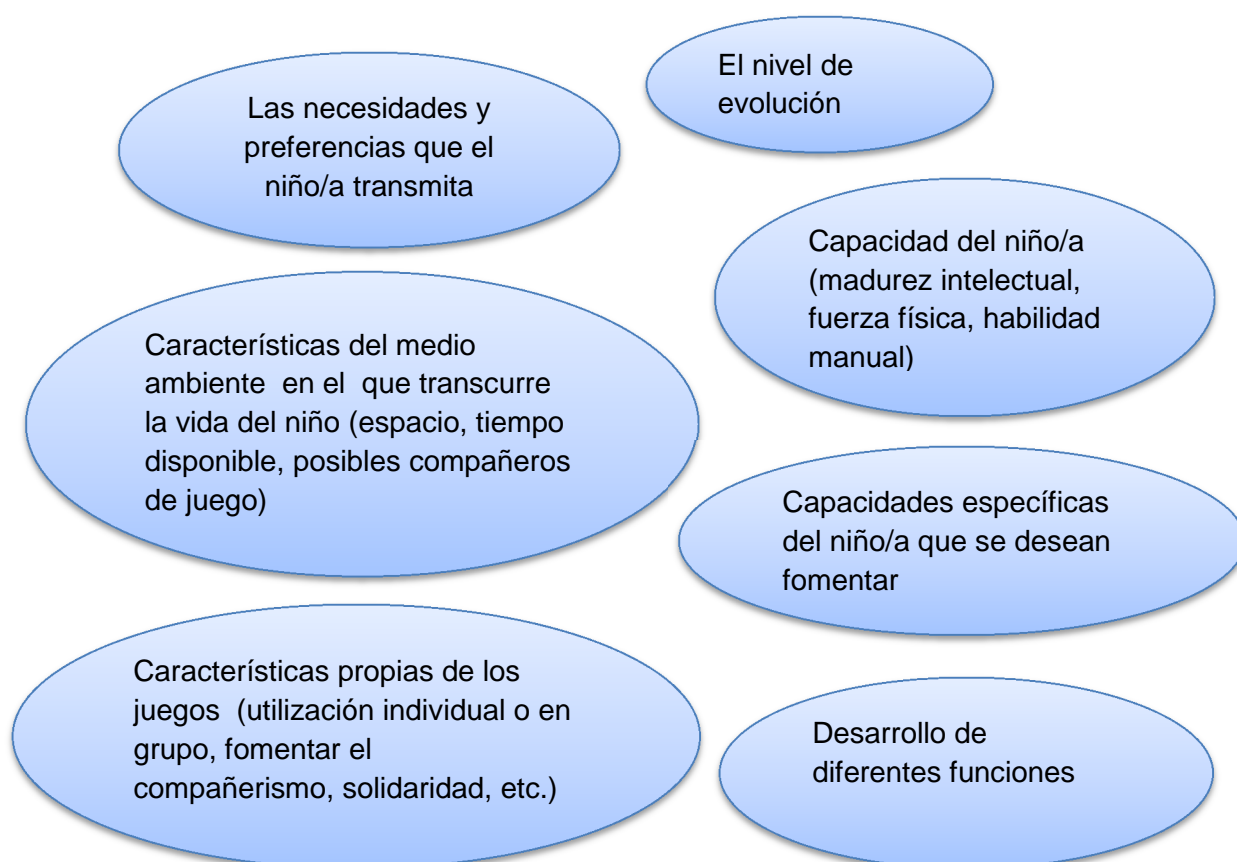 Las necesidades y
preferencias que el
niño/a transmita
El nivel de
evolución
Capacidad del niño/a
(madurez intelectual,
fuerza física, habilidad
manual)
Características del medio
ambiente en el que transcurre
la vida del niño (espacio, tiempo
disponible, posibles compañeros
de juego)
Capacidades específicas
del niño/a que se desean
fomentar
Características propias de los
juegos (utilización individual o en
grupo, fomentar el
compañerismo, solidaridad, etc.)
Desarrollo de
diferentes funciones